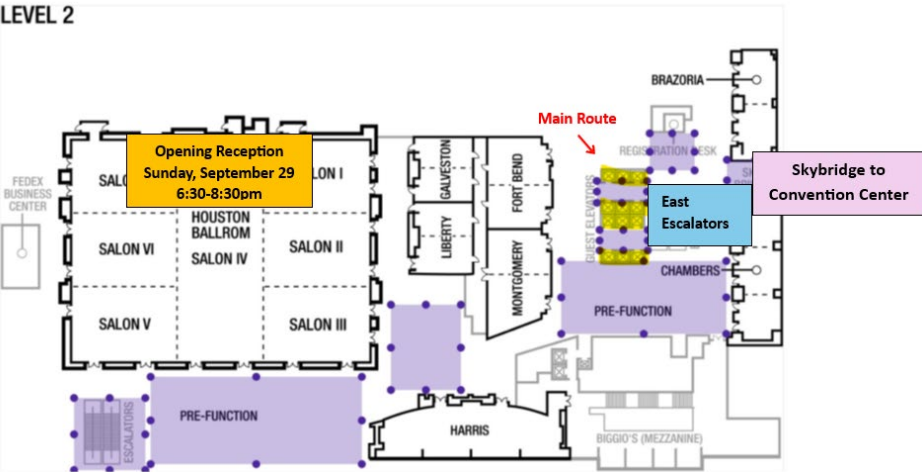 LEVEL 2
BRAZORIA
Main Route
REGISTRATION DESK
Opening Reception
Sunday, September 29
6:30-8:30pm
Skybridge to
Convention Center
FEDEX
BUSINESS
CENTER
GALVESTON
FORT BEND
GUEST ELEVATORS
East
Escalators
HOUSTON
BALLROM
SALON IV
SALON VI
SALON II
LIBERTY
MONTGOMERY
CHAMBERS
PRE-FUNCTION
SALON V
SALON III
PRE-FUNCTION
ESCALATORS
HARRIS
BIGGIO'S (MEZZANINE)